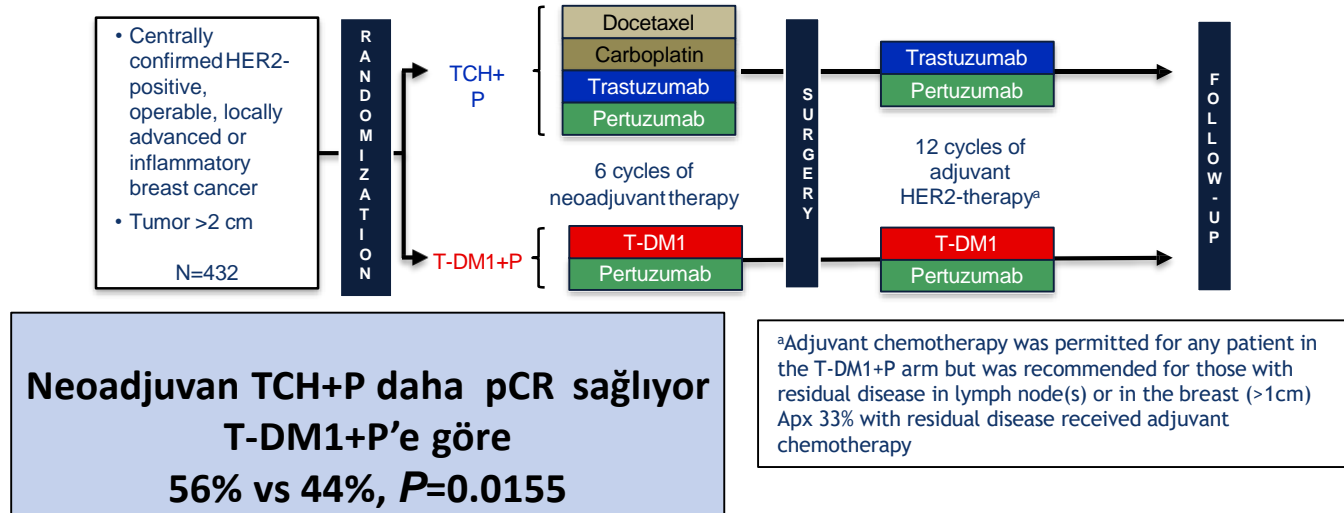 • Centrally
confirmed HER2-
positive,
operable, locally
advanced or
inflammatory
breast cancer
• Tumor >2 cm
N=432
RANDOMIZATION
TCH+
P
Docetaxel
Carboplatin
Trastuzumab
Pertuzumab
6 cycles of
neoadjuvant therapy
T-DM1+P
T-DM1
Pertuzumab
SURGERY
Trastuzumab
Pertuzumab
12 cycles of
adjuvant
HER2-therapyᵃ
T-DM1
Pertuzumab
FOLLOW-UP
Neoadjuvan TCH+P daha pCR sağlıyor
T-DM1+P’e göre
56% vs 44%, P=0.0155
ᵃAdjuvant chemotherapy was permitted for any patient in
the T-DM1+P arm but was recommended for those with
residual disease in lymph node(s) or in the breast (>1cm)
Apx 33% with residual disease received adjuvant
chemotherapy